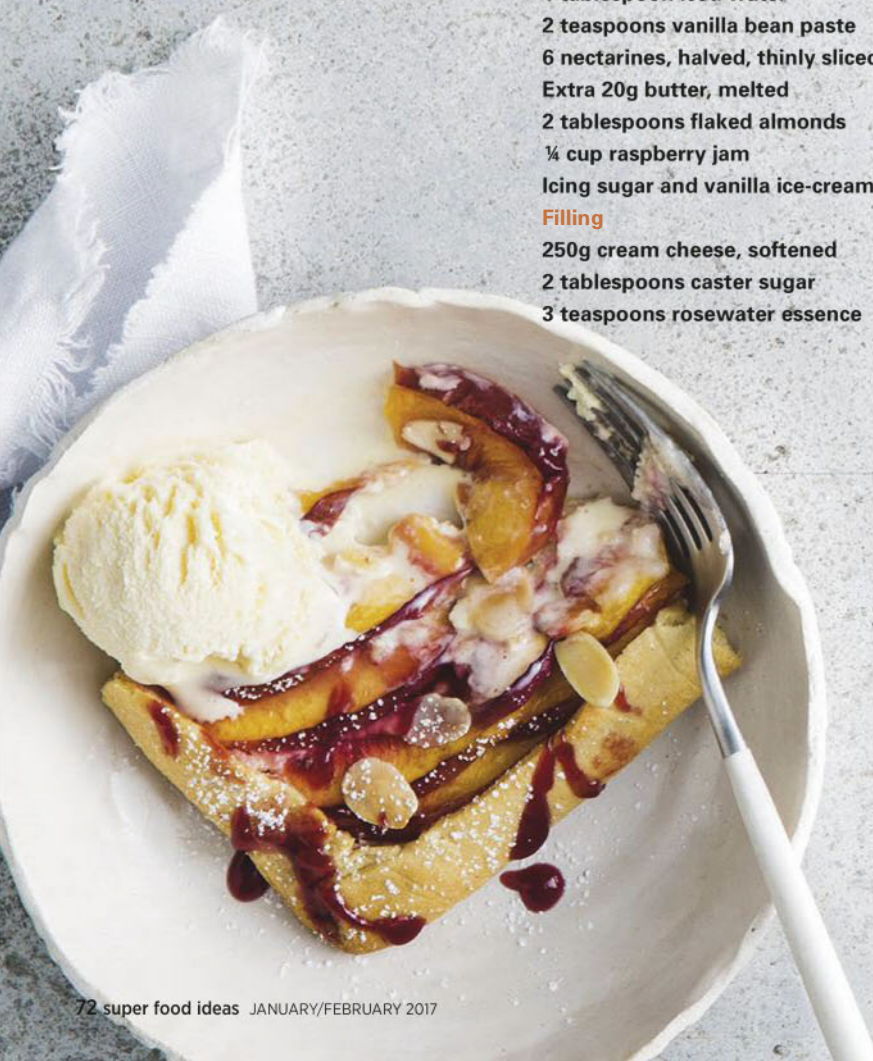 2 teaspoons vanilla bean paste
6 nectarines, halved, thinly sliced
Extra 20g butter, melted
2 tablespoons flaked almonds
¼ cup raspberry jam
Icing sugar and vanilla ice-cream
Filling
250g cream cheese, softened
2 tablespoons caster sugar
3 teaspoons rosewater essence
72 super food ideas JANUARY/FEBRUARY 2017